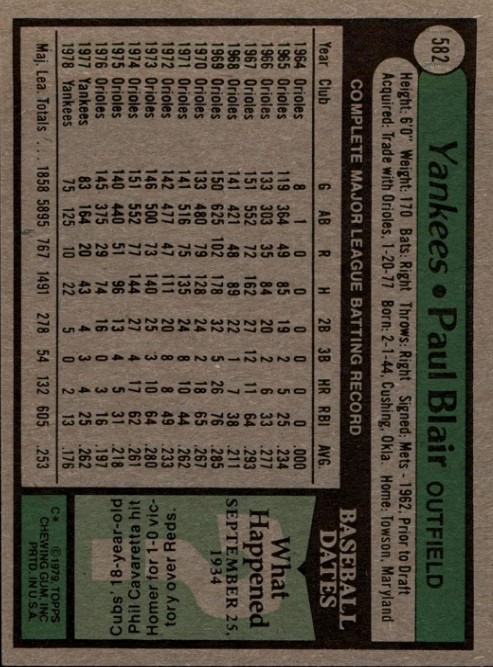 582
Yankees • Paul Blair OUTFIELD
Height: 6'0" Weight: 170 Bats: Right Throws: Right Signed: Mets - 1962, Prior to Draft
Acquired: Trade with Orioles, 1-20-77 Born: 2-1-44, Cushing, Okla. Home: Towson, Maryland
COMPLETE MAJOR LEAGUE BATTING RECORD
Year Club G AB R H 2B 3B HR RBI AVG.
1964 Orioles 8 1 0 0 0 0 0 0 .000
1965 Orioles 119 364 49 85 19 2 5 25 .234
1966 Orioles 133 303 35 84 20 2 6 33 .277
1967 Orioles 151 552 72 162 27 12 11 64 .293
1968 Orioles 141 421 48 89 22 1 7 38 .211
1969 Orioles 150 625 102 178 32 5 26 76 .285
1970 Orioles 133 480 79 128 24 2 18 65 .267
1971 Orioles 141 516 75 135 24 8 10 44 .262
1972 Orioles 142 477 47 111 20 8 8 49 .233
1973 Orioles 146 500 73 140 25 3 10 64 .280
1974 Orioles 151 552 77 144 27 4 17 62 .261
1975 Orioles 140 440 51 96 13 4 5 31 .218
1976 Orioles 145 375 29 74 16 0 3 16 .197
1977 Yankees 83 164 20 43 4 3 4 25 .262
1978 Yankees 75 125 10 22 5 0 2 13 .176
Maj. Lea. Totals .... 1858 5895 767 1491 278 54 132 605 .253
BASEBALL
DATES
What
Happened
SEPTEMBER 25,
1934
Cubs' 18-year-old
Phil Cavaretta hit
Homer for 1-0 vic-
tory over Reds.
C* © 1979, TOPPS
CHEWING GUM, INC
PRTD. IN U.S.A.